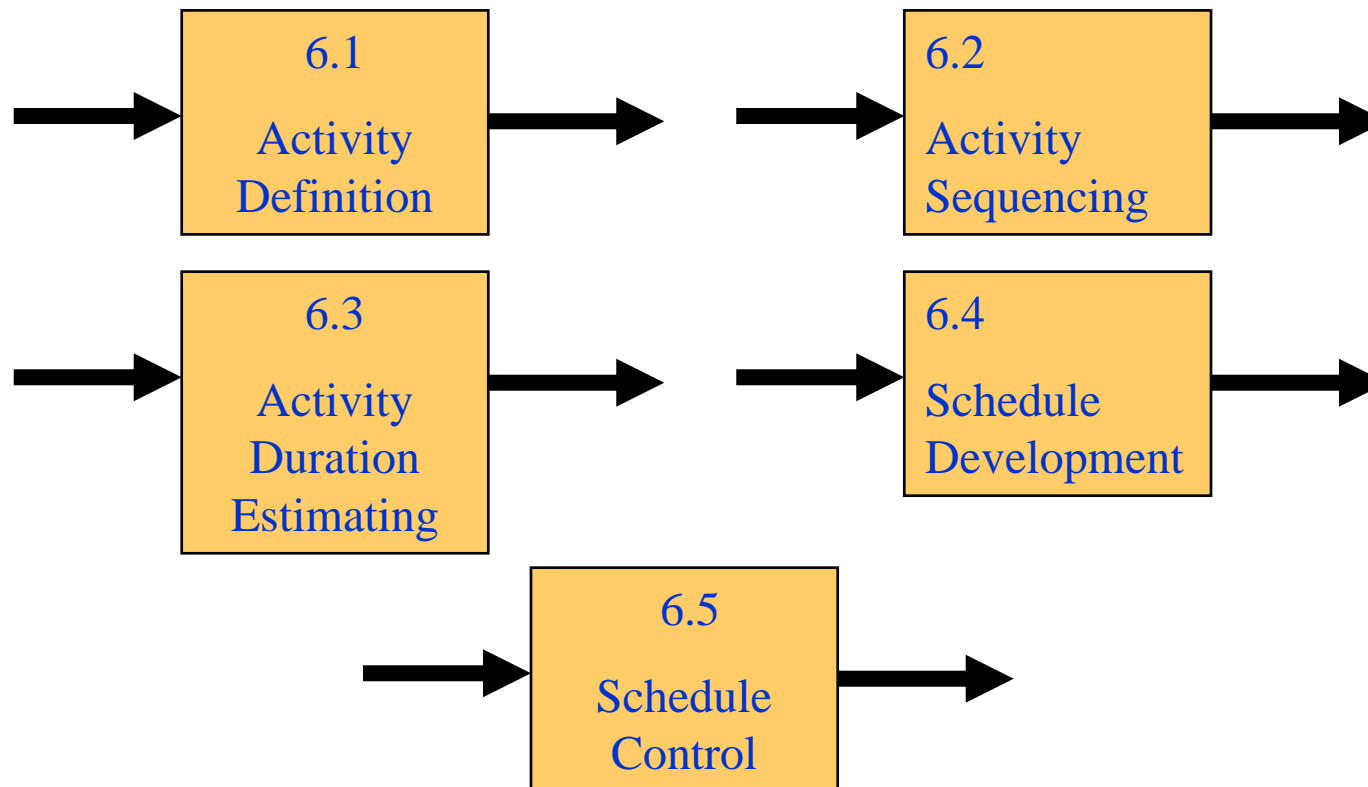 6.1
Activity
Definition
6.2
Activity
Sequencing
6.3
Activity
Duration
Estimating
6.4
Schedule
Development
6.5
Schedule
Control